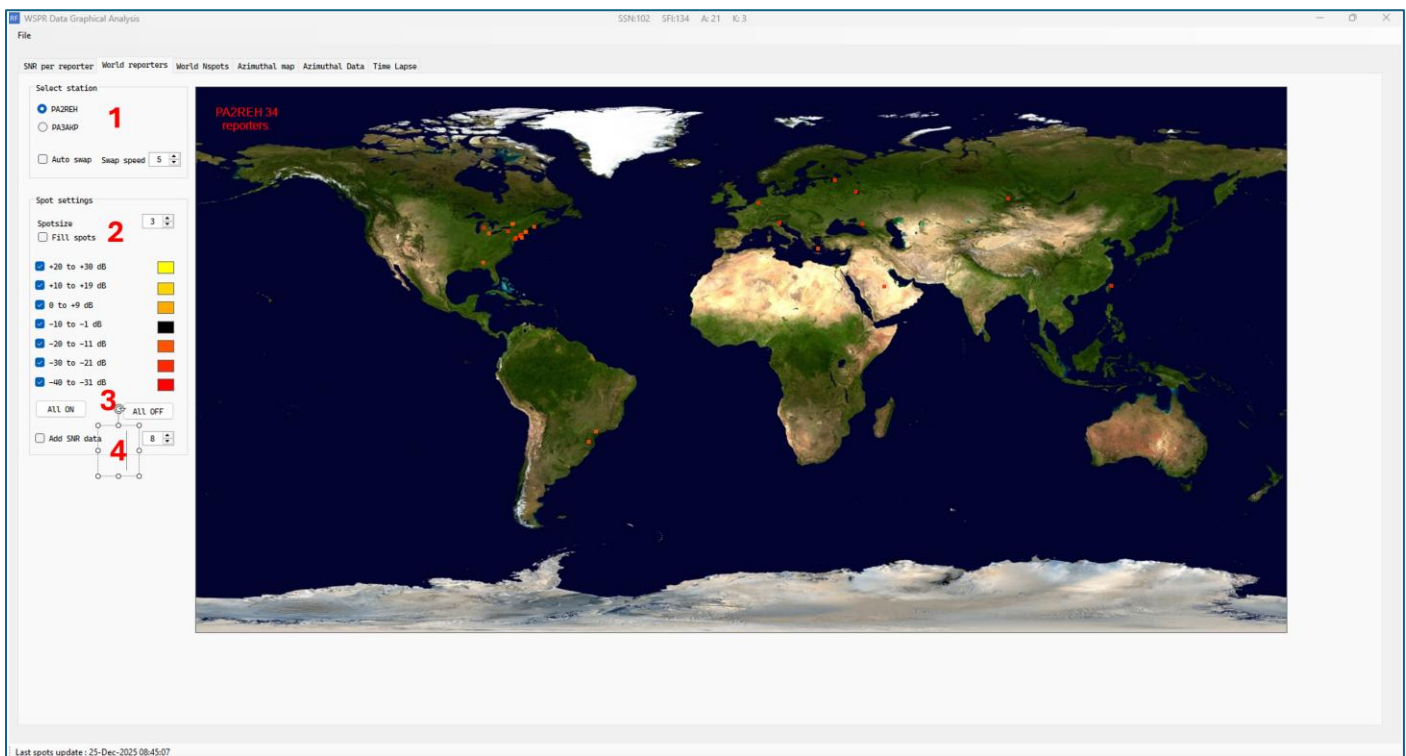 RF WSPR Data Graphical Analysis SSN:102 SFI:134 A: 21 K: 3
File
SNR per reporter World reporters World Nspots Azimuthal map Azimuthal Data Time Lapse
Select station
PA2REH
PA3AHP
1
Auto swap Swap speed 5
PA2REH 34
reporters
Spot settings
Spotsize 3
Fill spots
2
+20 to +30 dB
+10 to +19 dB
0 to +9 dB
-10 to -1 dB
-20 to -11 dB
-30 to -21 dB
-40 to -31 dB
All ON 3 All OFF
Add SNR data 4 8
Last spots update : 25-Dec-2025 08:45:07